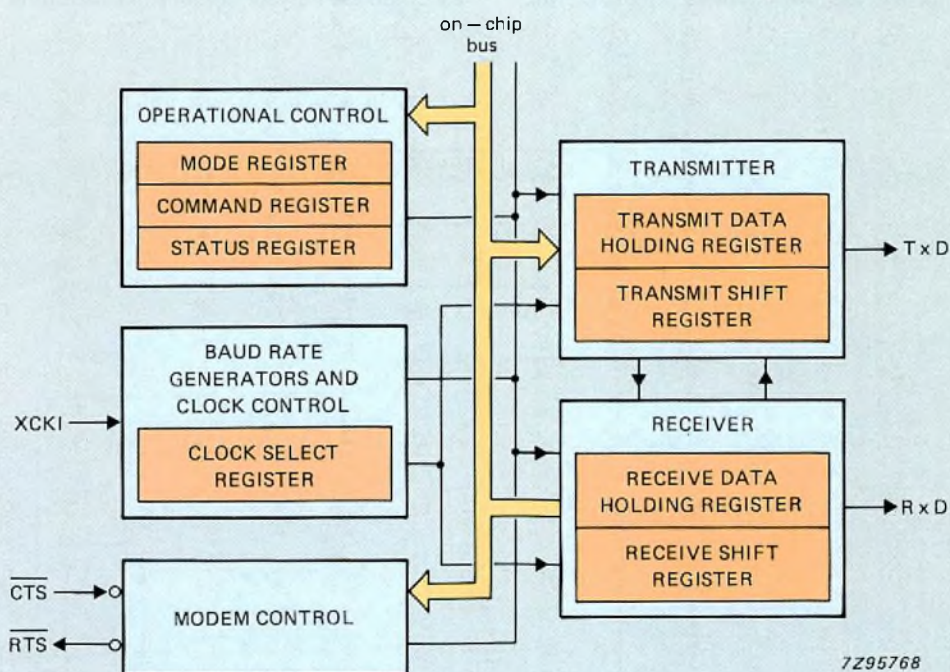 on – chip
bus
OPERATIONAL CONTROL
MODE REGISTER
COMMAND REGISTER
STATUS REGISTER
TRANSMITTER
TRANSMIT DATA
HOLDING REGISTER
TRANSMIT SHIFT
REGISTER
T x D
BAUD RATE
GENERATORS AND
CLOCK CONTROL
XCKI
CLOCK SELECT
REGISTER
RECEIVER
RECEIVE DATA
HOLDING REGISTER
RECEIVE SHIFT
REGISTER
R x D
C̅T̅S̅
R̅T̅S̅
MODEM CONTROL
7Z95768